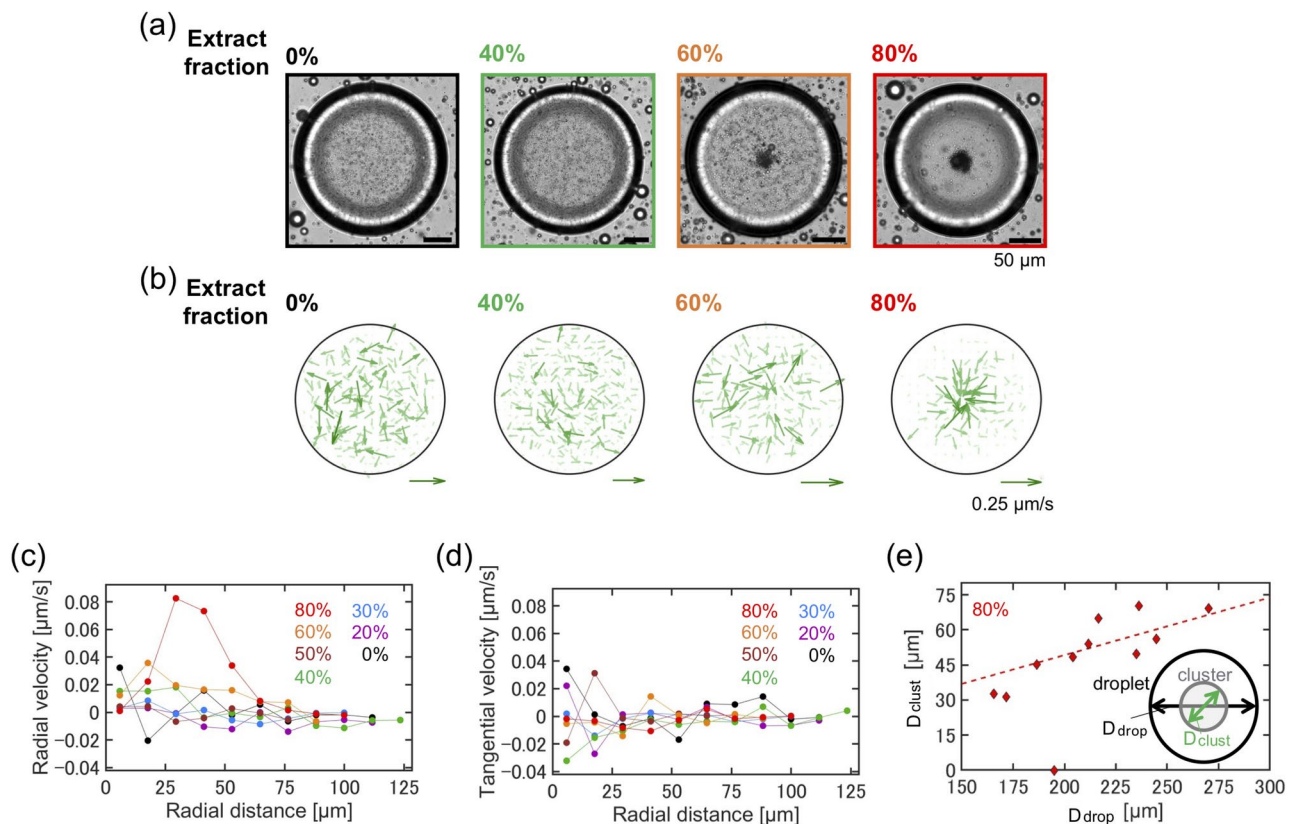 (a)
Extract
fraction
0%
40%
60%
80%
50 µm
(b)
Extract
fraction
0%
40%
60%
80%
0.25 µm/s
(c)
Radial velocity [µm/s]
0.08
0.06
0.04
0.02
0
−0.02
−0.04
80% 30%
60% 20%
50% 0%
40%
0 25 50 75 100 125
Radial distance [µm]
(d)
Tangential velocity [µm/s]
0.08
0.06
0.04
0.02
0
−0.02
−0.04
80% 30%
60% 20%
50% 0%
40%
0 25 50 75 100 125
Radial distance [µm]
(e)
Dclust [µm]
75
60
45
30
15
0
80%
droplet
cluster
Ddrop
Dclust
150 175 200 225 250 275 300
Ddrop [µm]